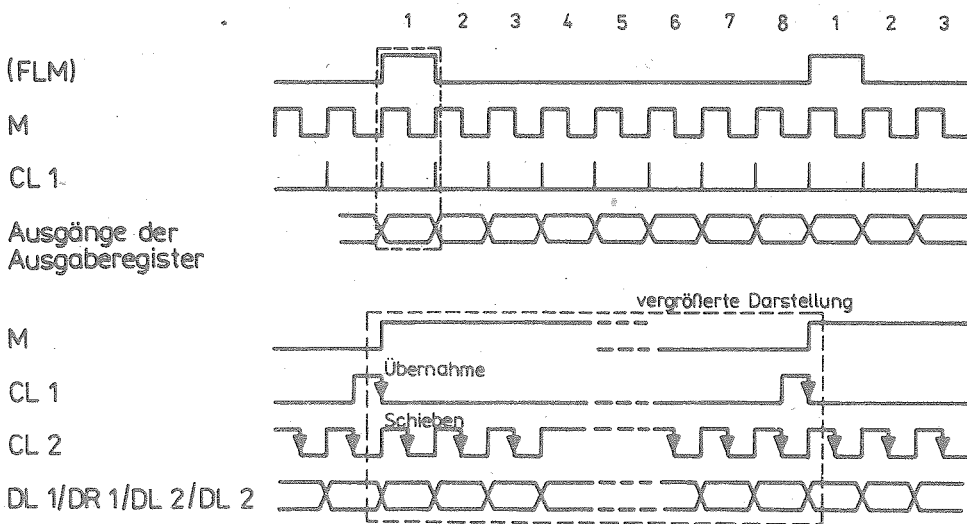 1 2 3 4 5 6 7 8 1 2 3
(FLM)
M
CL 1
Ausgänge der
Ausgaberegister
vergrößerte Darstellung
M
CL 1
Übernahme
CL 2
Schieben
DL 1/DR 1/DL 2/DL 2